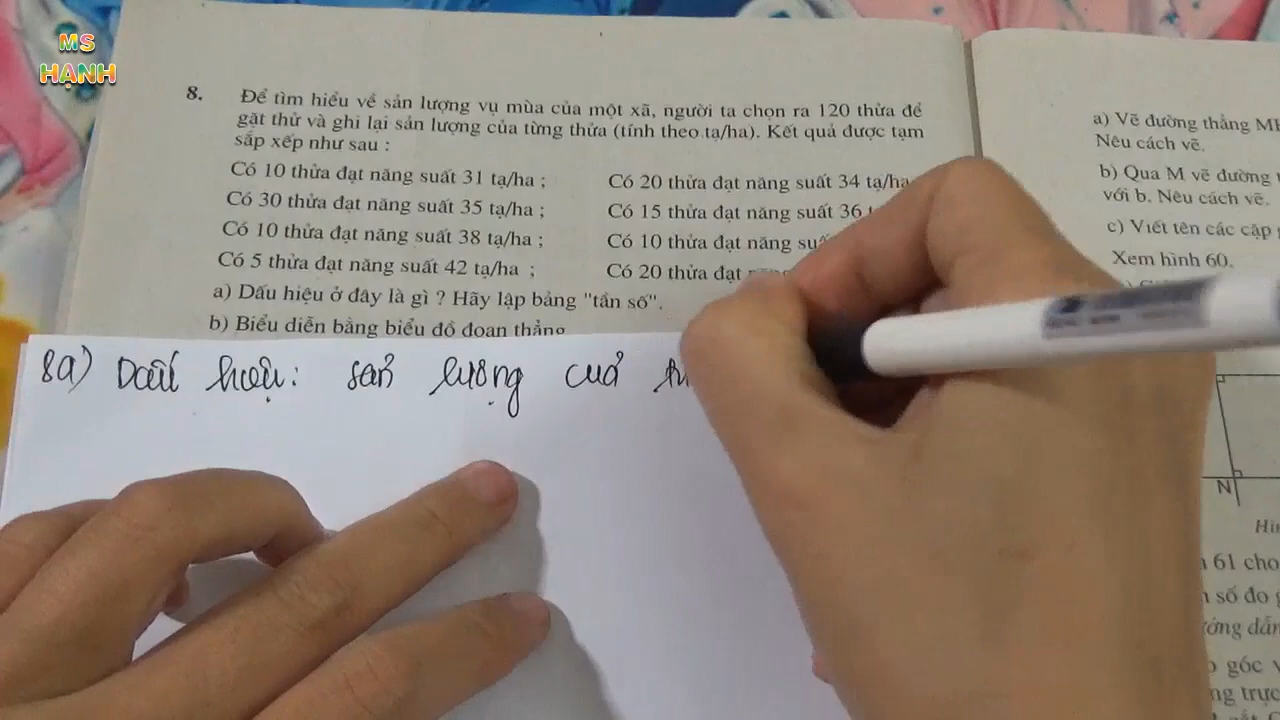 MS
HẠNH
8. Để tìm hiểu về sản lượng vụ mùa của một xã, người ta chọn ra 120 thửa để
gặt thử và ghi lại sản lượng của từng thửa (tính theo tạ/ha). Kết quả được tạm
sắp xếp như sau :
Có 10 thửa đạt năng suất 31 tạ/ha ; Có 20 thửa đạt năng suất 34 tạ/ha
Có 30 thửa đạt năng suất 35 tạ/ha ; Có 15 thửa đạt năng suất 36
Có 10 thửa đạt năng suất 38 tạ/ha ; Có 10 thửa đạt năng
Có 5 thửa đạt năng suất 42 tạ/ha ; Có 20 thửa đạt
a) Dấu hiệu ở đây là gì ? Hãy lập bảng "tần số".
b) Biểu diễn bằng biểu đồ đoạn thẳng
8a) Dấu hiệu: sản lượng của
a) Vẽ đường thẳng
Nêu cách vẽ.
b) Qua M vẽ đường
với b. Nêu cách vẽ.
c) Viết tên các cặp
Xem hình 60.
N
61 cho
số đo
dẫn
góc
trực